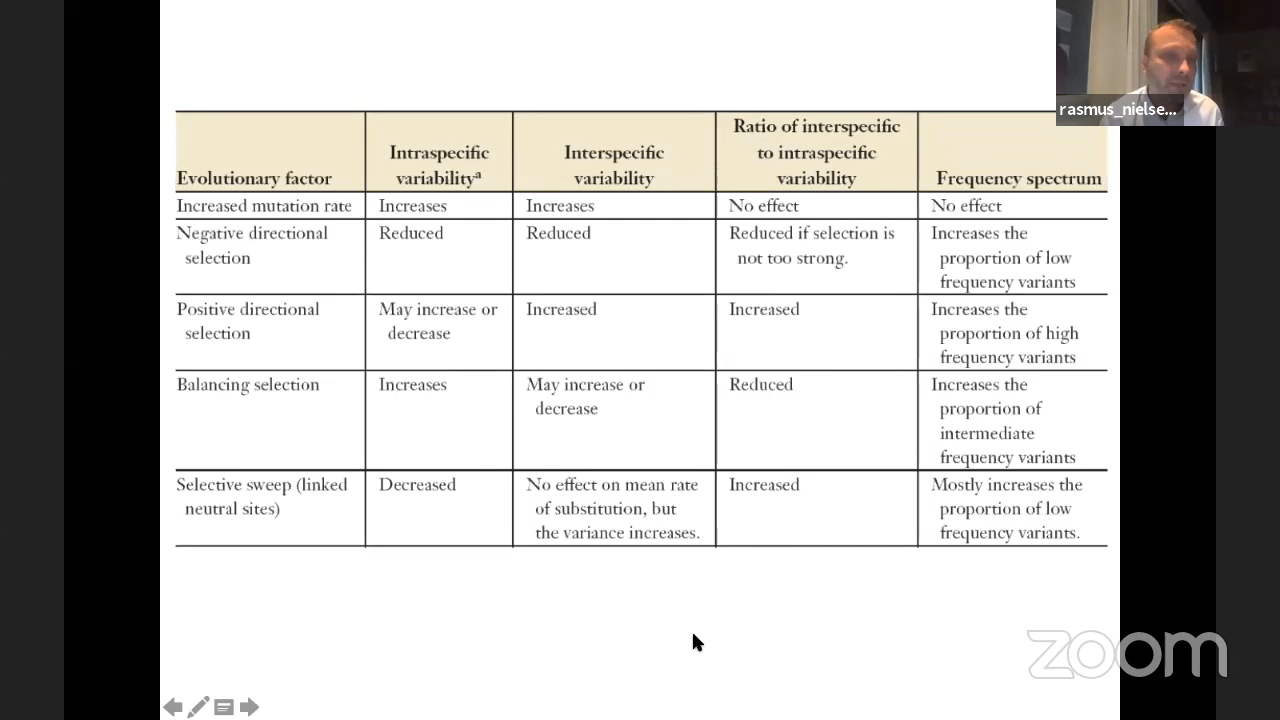 rasmus_nielse...
Evolutionary factor
Intraspecific
variabilityᵃ
Interspecific
variability
Ratio of interspecific
to intraspecific
variability
Frequency spectrum
Increased mutation rate
Increases
Increases
No effect
No effect
Negative directional
selection
Reduced
Reduced
Reduced if selection is
not too strong.
Increases the
proportion of low
frequency variants
Positive directional
selection
May increase or
decrease
Increased
Increased
Increases the
proportion of high
frequency variants
Balancing selection
Increases
May increase or
decrease
Reduced
Increases the
proportion of
intermediate
frequency variants
Selective sweep (linked
neutral sites)
Decreased
No effect on mean rate
of substitution, but
the variance increases.
Increased
Mostly increases the
proportion of low
frequency variants.
zoom